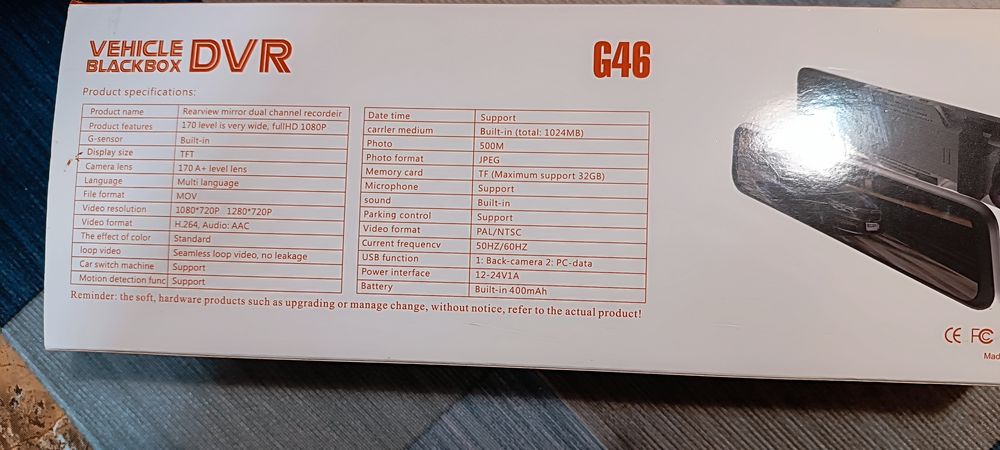 VEHICLE BLACKBOX DVR
G46
Product specifications:
Product name Rearview mirror dual channel recordeir
Product features 170 level is very wide, fullHD 1080P
G-sensor Built-in
Display size TFT
Camera lens 170 A+ level lens
Language Multi language
File format MOV
Video resolution 1080*720P 1280*720P
Video format H.264, Audio: AAC
The effect of color Standard
loop video Seamless loop video, no leakage
Car switch machine Support
Motion detection func Support
Date time Support
carrler medium Built-in (total: 1024MB)
Photo 500M
Photo format JPEG
Memory card TF (Maximum support 32GB)
Microphone Support
sound Built-in
Parking control Support
Video format PAL/NTSC
Current frequencv 50HZ/60HZ
USB function 1: Back-camera 2: PC-data
Power interface 12-24V1A
Battery Built-in 400mAh
Reminder: the soft, hardware products such as upgrading or manage change, without notice, refer to the actual product!
CE FC
Mad